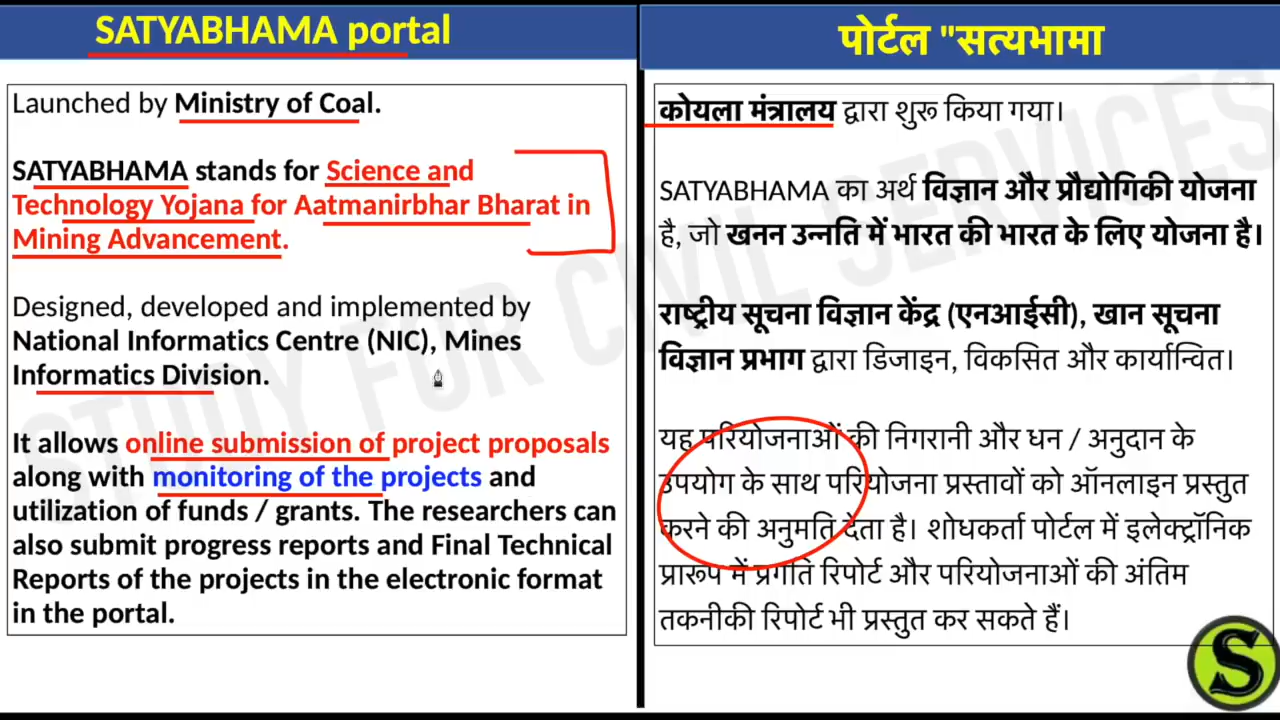 SATYABHAMA portal
Launched by Ministry of Coal.
SATYABHAMA stands for Science and
Technology Yojana for Aatmanirbhar Bharat in
Mining Advancement.
Designed, developed and implemented by
National Informatics Centre (NIC), Mines
Informatics Division.
It allows online submission of project proposals
along with monitoring of the projects and
utilization of funds / grants. The researchers can
also submit progress reports and Final Technical
Reports of the projects in the electronic format
in the portal.
पोर्टल "सत्यभामा
कोयला मंत्रालय द्वारा शुरू किया गया।
SATYABHAMA का अर्थ विज्ञान और प्रौद्योगिकी योजना
है, जो खनन उन्नति में भारत की भारत के लिए योजना है।
राष्ट्रीय सूचना विज्ञान केंद्र (एनआईसी), खान सूचना
विज्ञान प्रभाग द्वारा डिजाइन, विकसित और कार्यान्वित।
यह परियोजनाओं की निगरानी और धन / अनुदान के
उपयोग के साथ परियोजना प्रस्तावों को ऑनलाइन प्रस्तुत
करने की अनुमति देता है। शोधकर्ता पोर्टल में इलेक्ट्रॉनिक
प्रारूप में प्रगति रिपोर्ट और परियोजनाओं की अंतिम
तकनीकी रिपोर्ट भी प्रस्तुत कर सकते हैं।
STUDY FOR CIVIL SERVICES
S